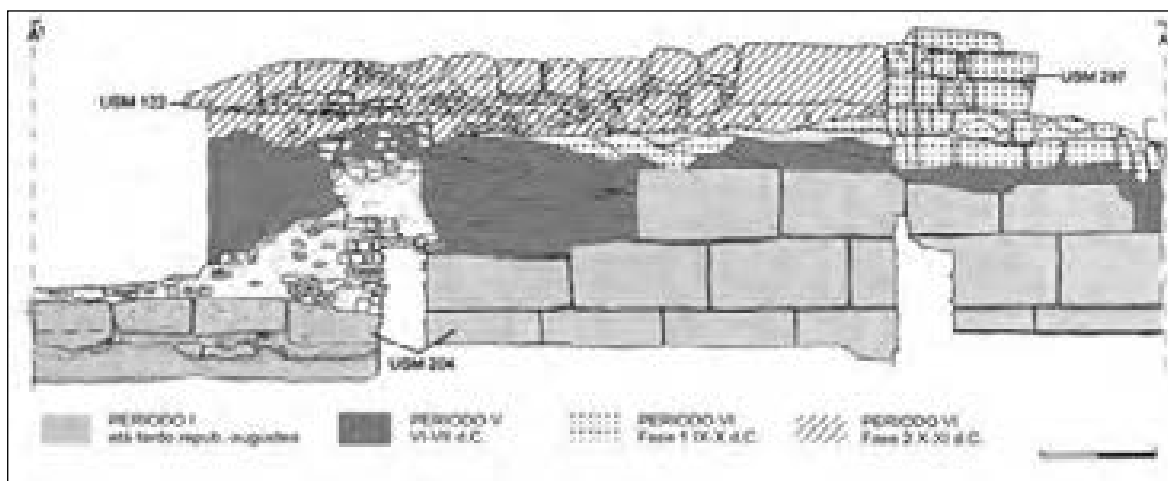 USM 123
USM 297
USM 204
PERIODO I
età tardo repub.-augustea
PERIODO V
VI-VII d.C.
PERIODO VI
Fase 1 IX-X d.C.
PERIODO VI
Fase 2 X-XI d.C.